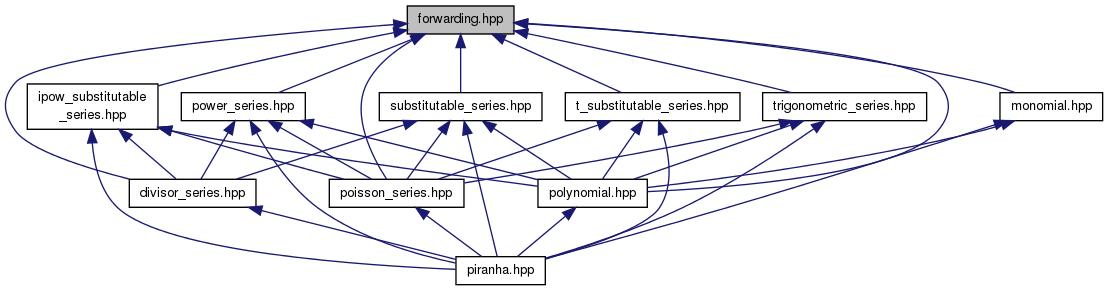 forwarding.hpp
ipow_substitutable
_series.hpp
power_series.hpp
substitutable_series.hpp
t_substitutable_series.hpp
trigonometric_series.hpp
monomial.hpp
divisor_series.hpp
poisson_series.hpp
polynomial.hpp
piranha.hpp